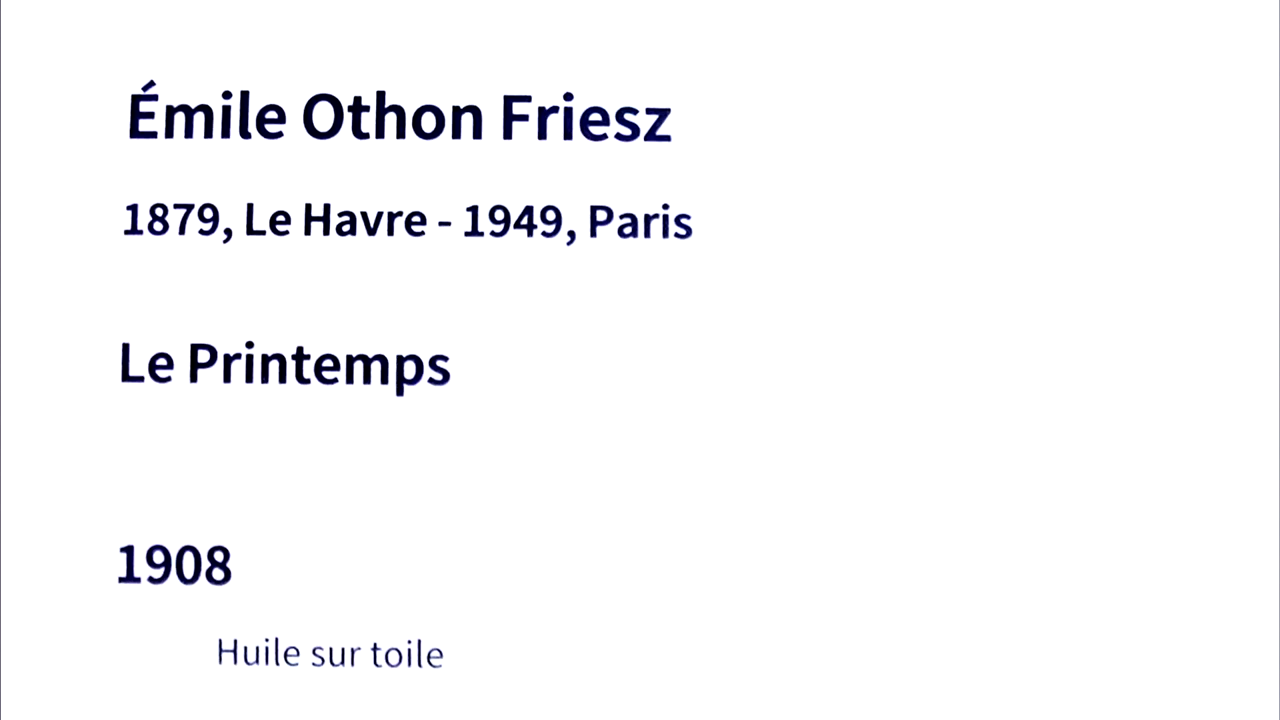 Émile Othon Friesz
1879, Le Havre - 1949, Paris
Le Printemps
1908
Huile sur toile